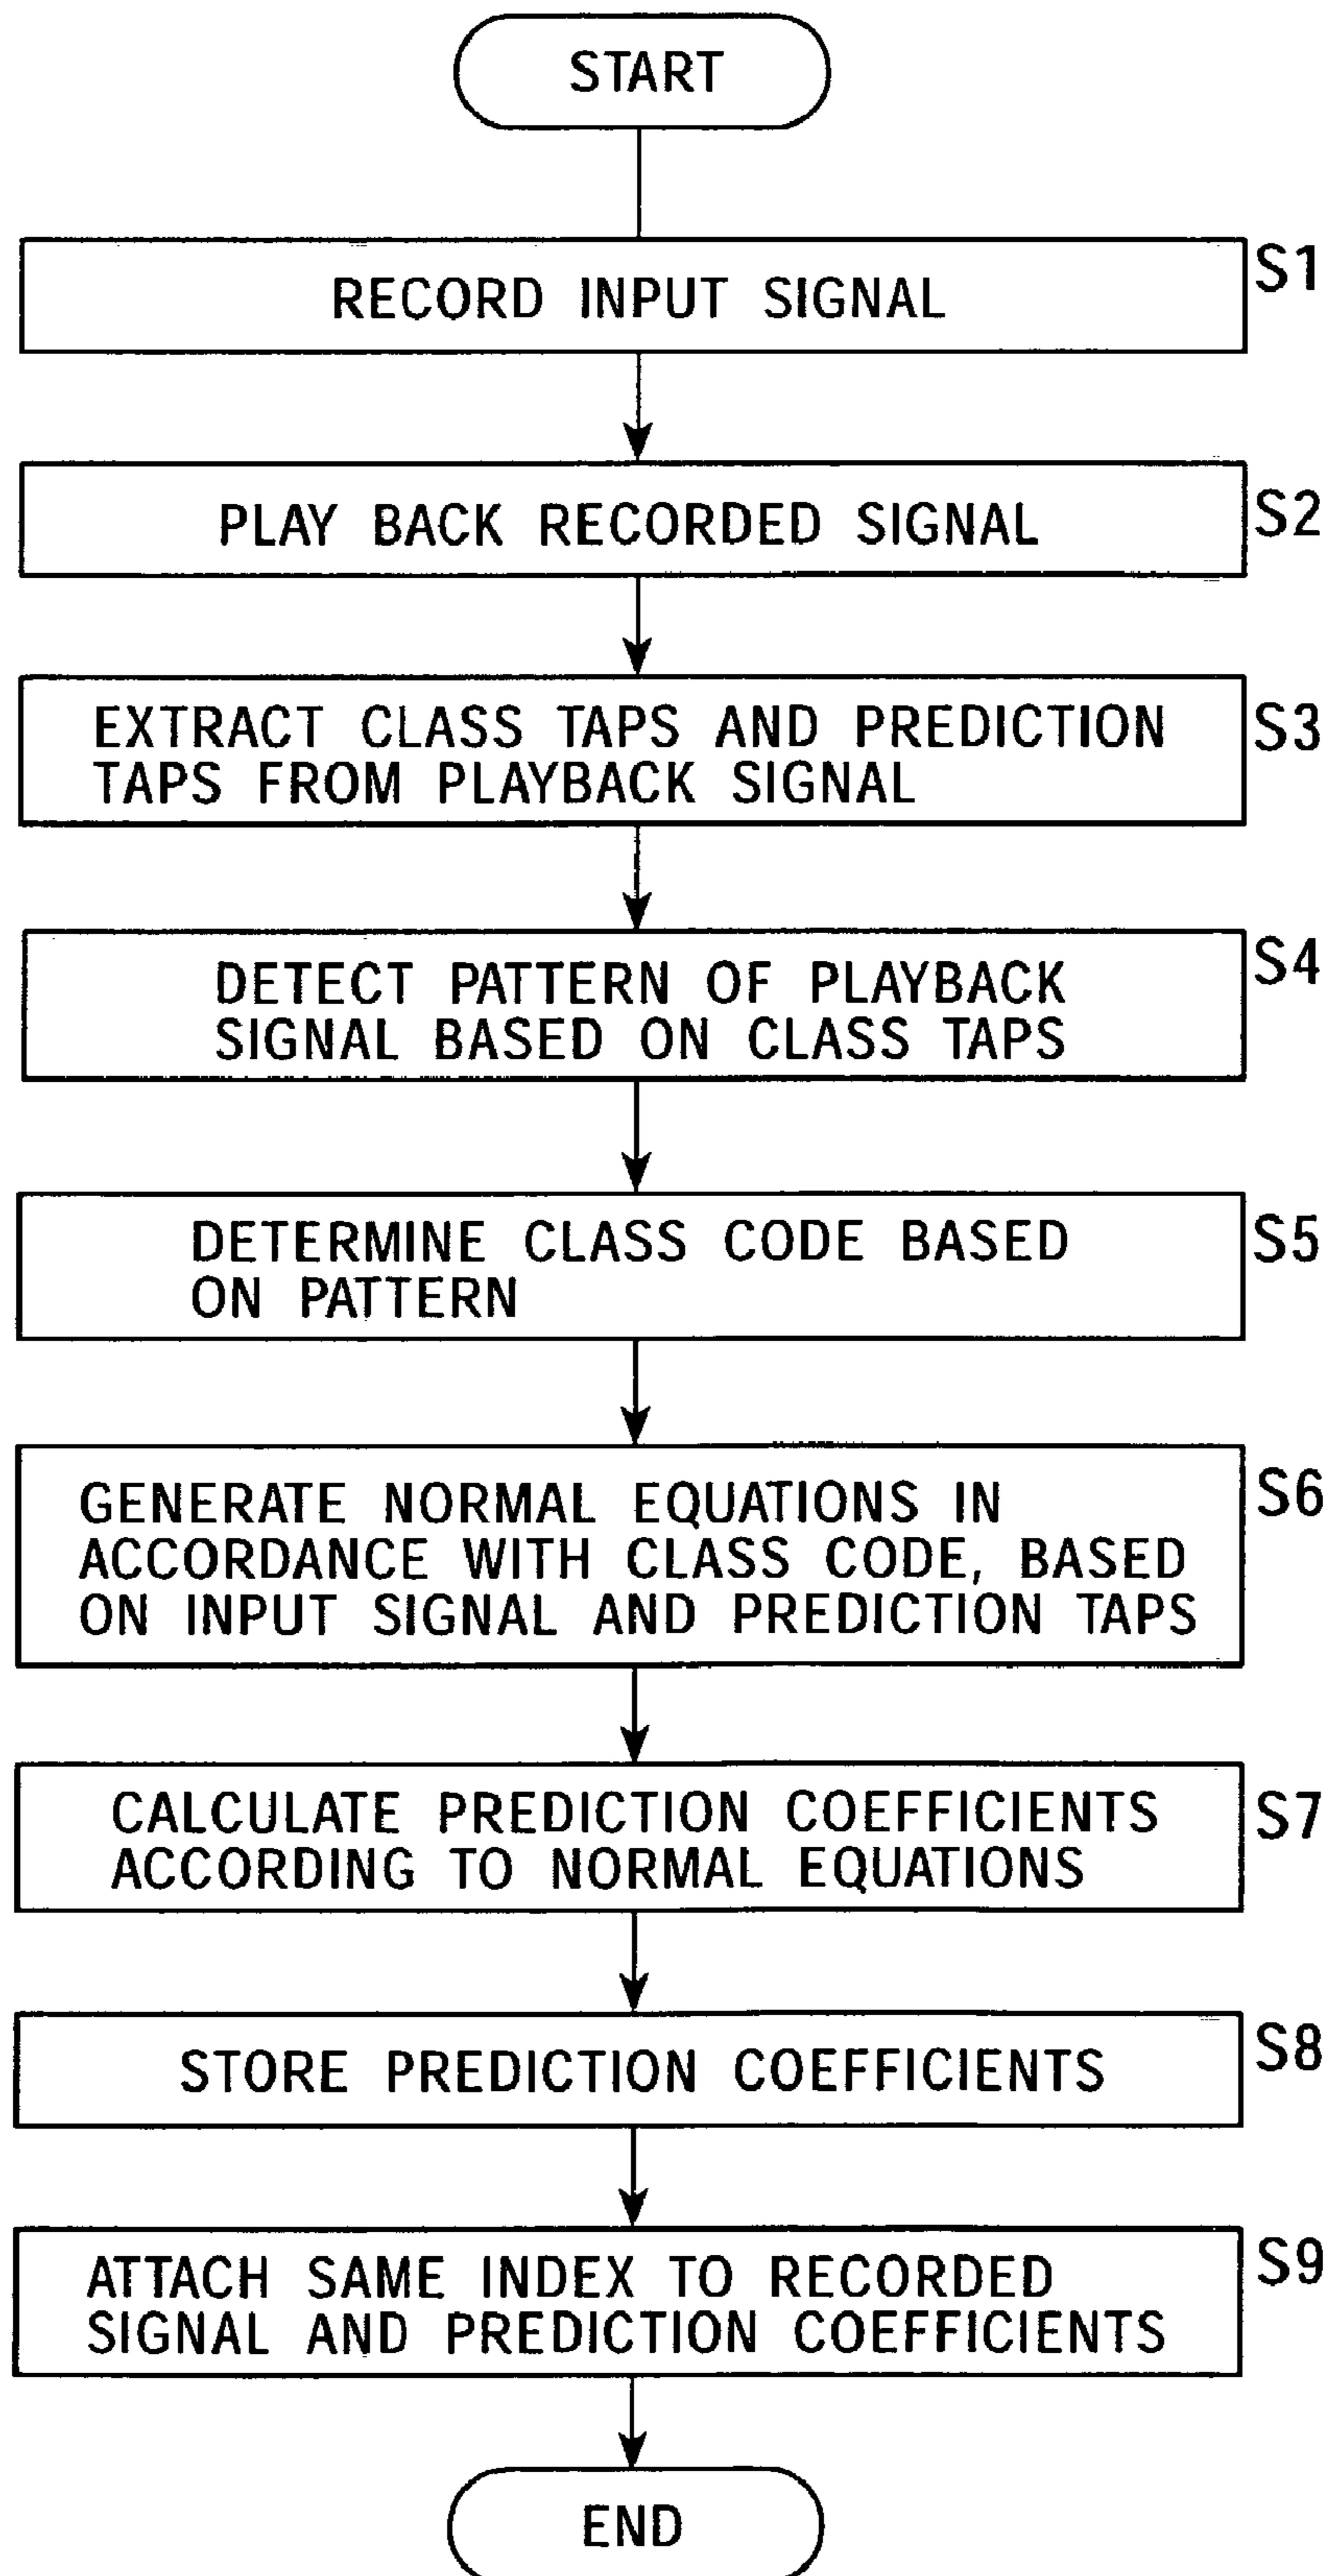 START
RECORD INPUT SIGNAL
S1
PLAY BACK RECORDED SIGNAL
S2
EXTRACT CLASS TAPS AND PREDICTION
TAPS FROM PLAYBACK SIGNAL
S3
DETECT PATTERN OF PLAYBACK
SIGNAL BASED ON CLASS TAPS
S4
DETERMINE CLASS CODE BASED
ON PATTERN
S5
GENERATE NORMAL EQUATIONS IN
ACCORDANCE WITH CLASS CODE, BASED
ON INPUT SIGNAL AND PREDICTION TAPS
S6
CALCULATE PREDICTION COEFFICIENTS
ACCORDING TO NORMAL EQUATIONS
S7
STORE PREDICTION COEFFICIENTS
S8
ATTACH SAME INDEX TO RECORDED
SIGNAL AND PREDICTION COEFFICIENTS
S9
END